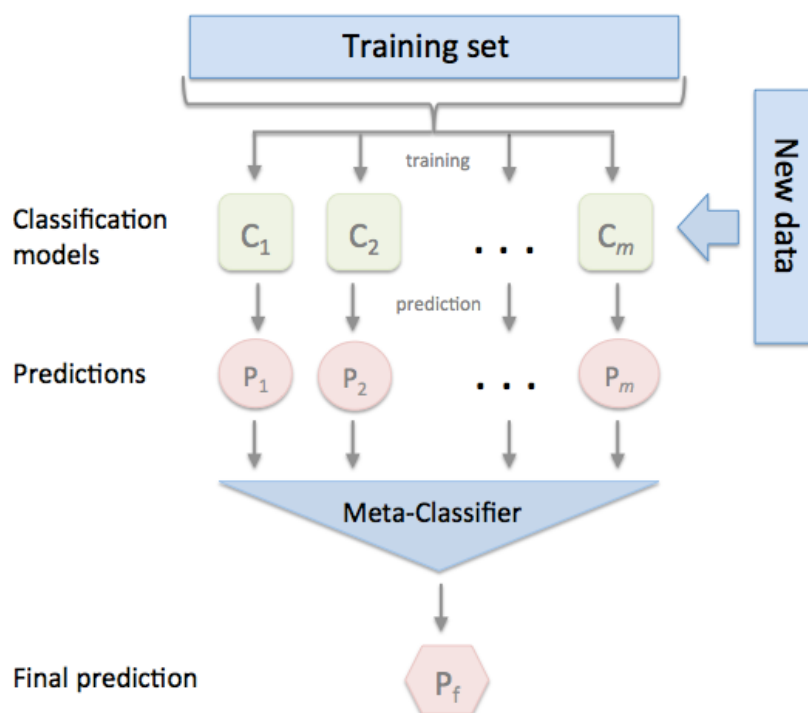 Training set
training
New data
Classification
models
C1
C2
. . .
Cm
prediction
Predictions
P1
P2
. . .
Pm
Meta-Classifier
Final prediction
Pf